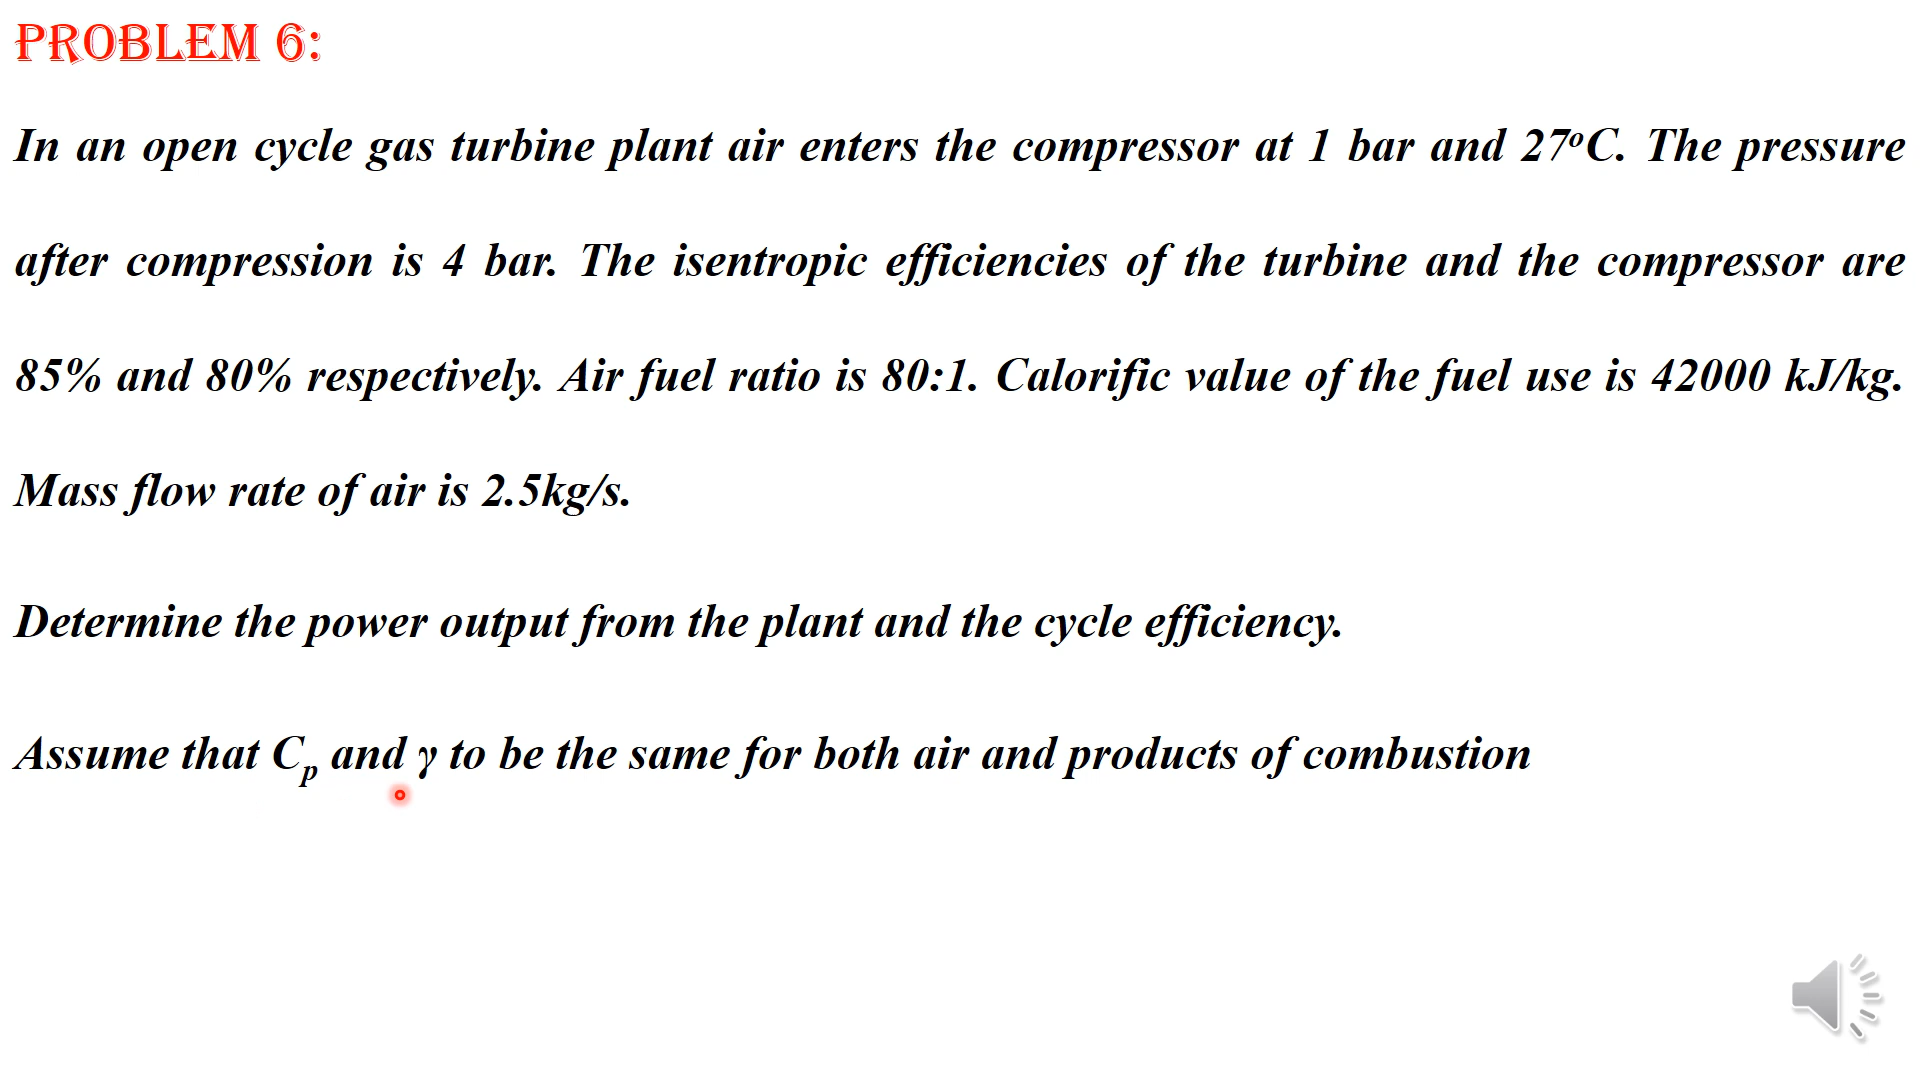 PROBLEM 6:
In an open cycle gas turbine plant air enters the compressor at 1 bar and 27°C. The pressure
after compression is 4 bar. The isentropic efficiencies of the turbine and the compressor are
85% and 80% respectively. Air fuel ratio is 80:1. Calorific value of the fuel use is 42000 kJ/kg.
Mass flow rate of air is 2.5kg/s.
Determine the power output from the plant and the cycle efficiency.
Assume that Cp and γ to be the same for both air and products of combustion